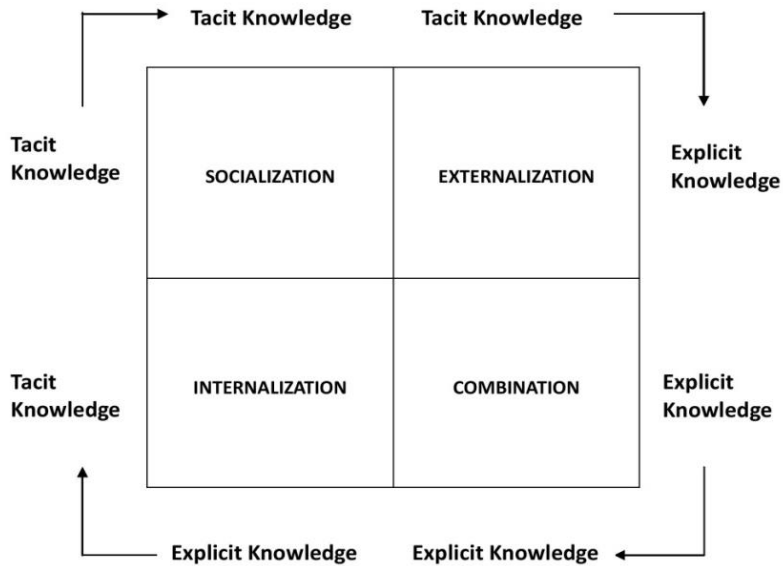 Tacit Knowledge Tacit Knowledge
Tacit
Knowledge
SOCIALIZATION EXTERNALIZATION
Explicit
Knowledge
Tacit
Knowledge
INTERNALIZATION COMBINATION
Explicit
Knowledge
Explicit Knowledge Explicit Knowledge